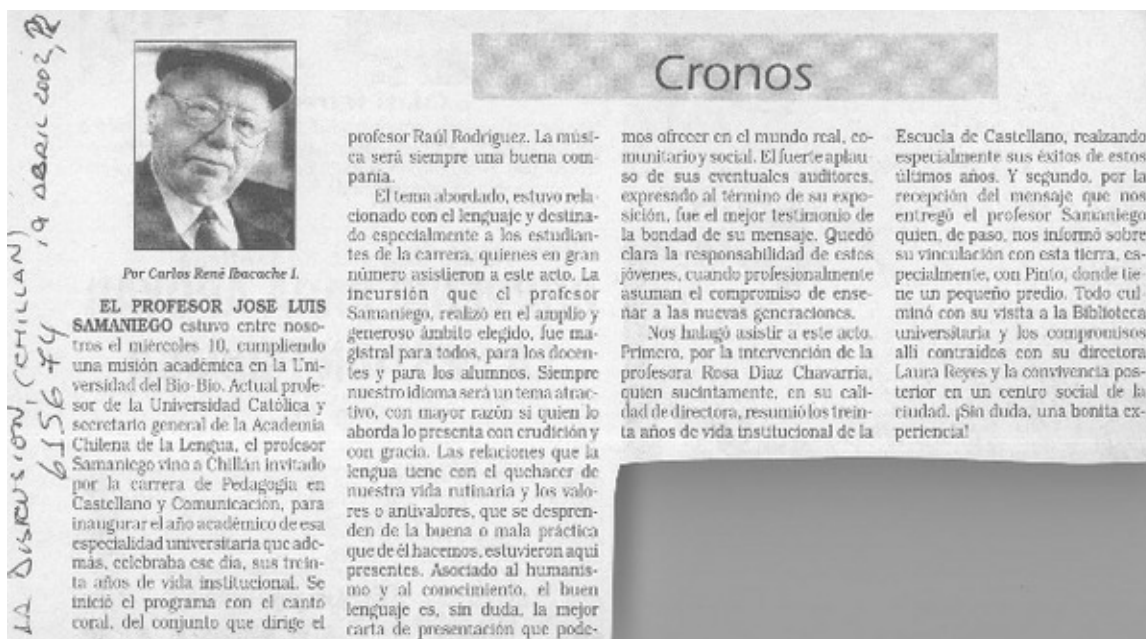 LA DISCUSION, (CHILLAN) 19 ABRIL 2002, P2
615674
Cronos
Por Carlos René Ibacache I.
EL PROFESOR JOSE LUIS
SAMANIEGO estuvo entre noso-
tros el miércoles 10, cumpliendo
una misión académica en la Uni-
versidad del Bio-Bio. Actual profe-
sor de la Universidad Católica y
secretario general de la Academia
Chilena de la Lengua, el profesor
Samaniego vino a Chillán invitado
por la carrera de Pedagogía en
Castellano y Comunicación, para
inaugurar el año académico de esa
especialidad universitaria que ade-
más, celebraba ese día, sus trein-
ta años de vida institucional. Se
inició el programa con el canto
coral, del conjunto que dirige el
profesor Raúl Rodríguez. La músi-
ca será siempre una buena com-
pañía.
El tema abordado, estuvo rela-
cionado con el lenguaje y destina-
do especialmente a los estudian-
tes de la carrera, quienes en gran
número asistieron a este acto. La
incursión que el profesor
Samaniego, realizó en el amplio y
generoso ámbito elegido, fue ma-
gistral para todos, para los docen-
tes y para los alumnos. Siempre
nuestro idioma será un tema atrac-
tivo, con mayor razón si quien lo
aborda lo presenta con erudición y
con gracia. Las relaciones que la
lengua tiene con el quehacer de
nuestra vida rutinaria y los valo-
res o antivalores, que se despren-
den de la buena o mala práctica
que de él hacemos, estuvieron aquí
presentes. Asociado al humanis-
mo y al conocimiento, el buen
lenguaje es, sin duda, la mejor
carta de presentación que pode-
mos ofrecer en el mundo real, co-
munitario y social. El fuerte aplau-
so de sus eventuales auditores,
expresado al término de su expo-
sición, fue el mejor testimonio de
la bondad de su mensaje. Quedó
clara la responsabilidad de estos
jóvenes, cuando profesionalmente
asuman el compromiso de ense-
ñar a las nuevas generaciones.
Nos halagó asistir a este acto.
Primero, por la intervención de la
profesora Rosa Díaz Chavarría,
quien sucintamente, en su cali-
dad de directora, resumió los trein-
ta años de vida institucional de la
Escuela de Castellano, realzando
especialmente sus éxitos de estos
últimos años. Y segundo, por la
recepción del mensaje que nos
entregó el profesor Samaniego
quien, de paso, nos informó sobre
su vinculación con esta tierra, es-
pecialmente, con Pinto, donde tie-
ne un pequeño predio. Todo cul-
minó con su visita a la Biblioteca
universitaria y los compromisos
allí contraídos con su directora
Laura Reyes y la convivencia pos-
terior en un centro social de la
ciudad. ¡Sin duda, una bonita ex-
periencia!